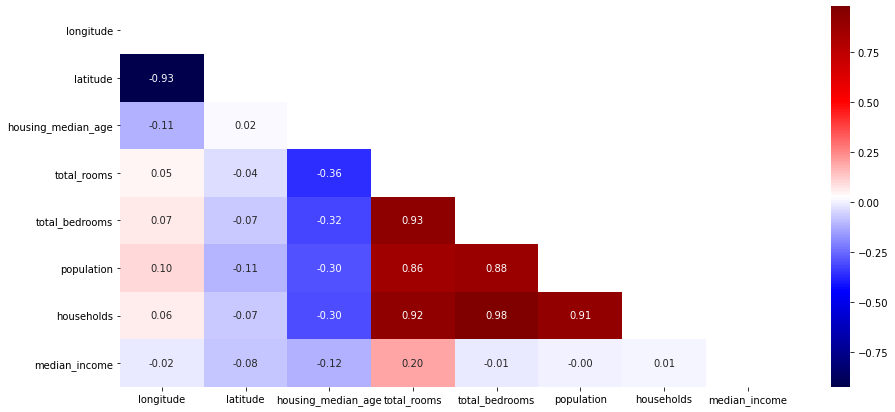 longitude
latitude -0.93
housing_median_age -0.11 0.02
total_rooms 0.05 -0.04 -0.36
total_bedrooms 0.07 -0.07 -0.32 0.93
population 0.10 -0.11 -0.30 0.86 0.88
households 0.06 -0.07 -0.30 0.92 0.98 0.91
median_income -0.02 -0.08 -0.12 0.20 -0.01 -0.00 0.01
longitude latitude housing_median_age total_rooms total_bedrooms population households median_income
0.75
0.50
0.25
0.00
-0.25
-0.50
-0.75